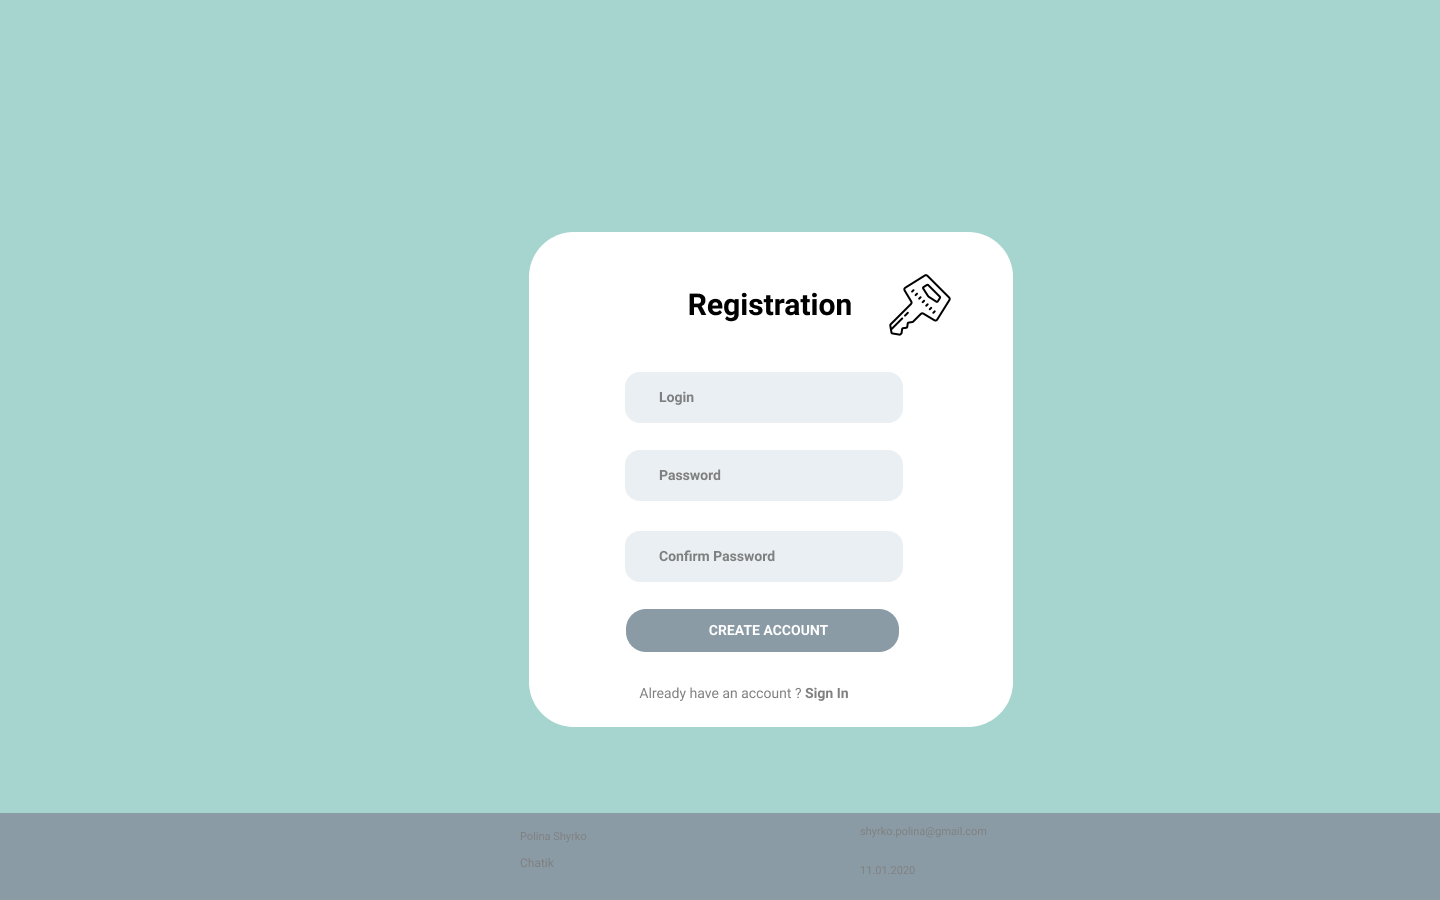 Registration
Login
Password
Confirm Password
CREATE ACCOUNT
Already have an account ? Sign In
Polina Shyrko
shyrko.polina@gmail.com
Chatik
11.01.2020